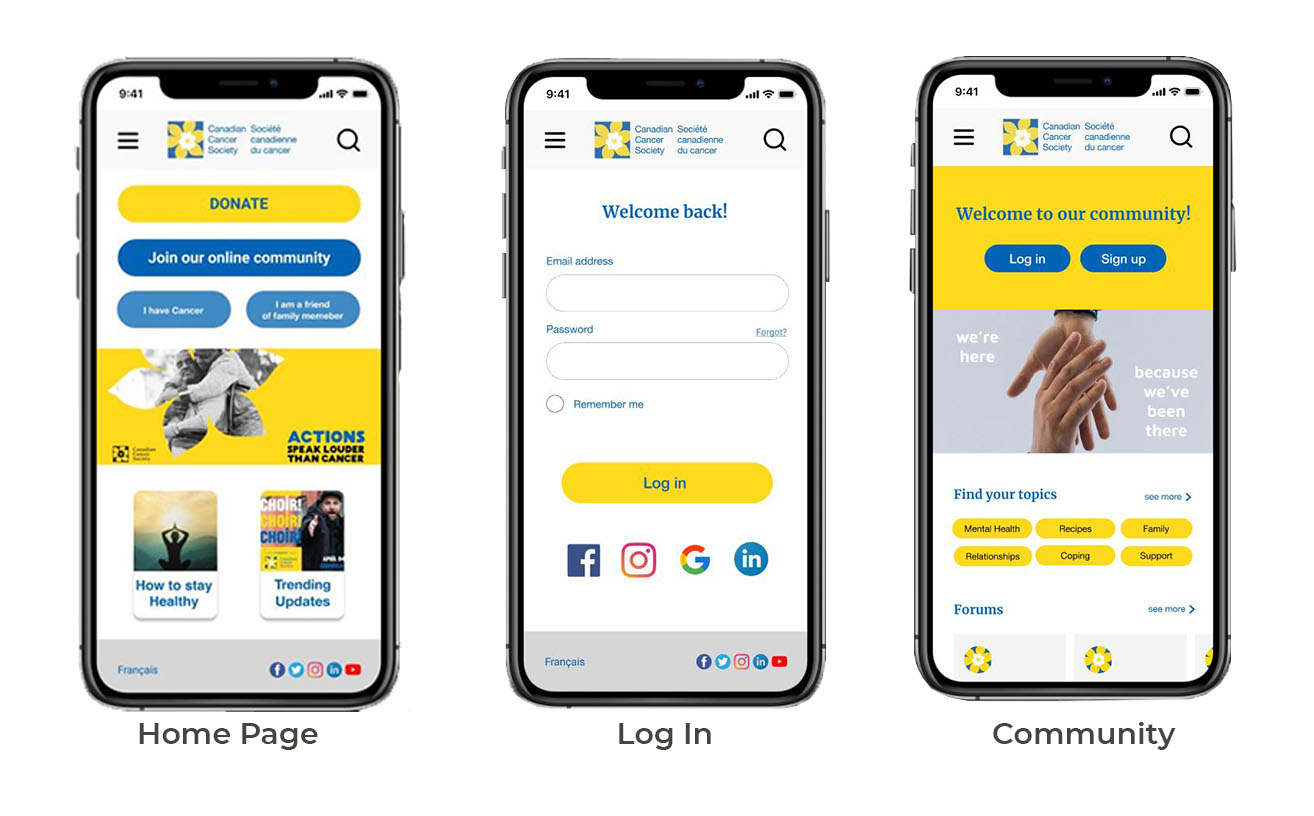 9:41
Canadian Société
Cancer canadienne
Society du cancer
DONATE
Join our online community
I have Cancer
I am a friend
of family memeber
Canadian
Cancer
Society
ACTIONS
SPEAK LOUDER
THAN CANCER
How to stay
Healthy
CHOIR!
CHOIR!
CHOIR!
APRIL 04
Trending
Updates
Français
Home Page
9:41
Canadian Société
Cancer canadienne
Society du cancer
Welcome back!
Email address
Password
Forgot?
Remember me
Log in
Français
Log In
9:41
Canadian Société
Cancer canadienne
Society du cancer
Welcome to our community!
Log in
Sign up
we're
here
because
we've
been
there
Find your topics
see more
Mental Health
Recipes
Family
Relationships
Coping
Support
Forums
see more
Community